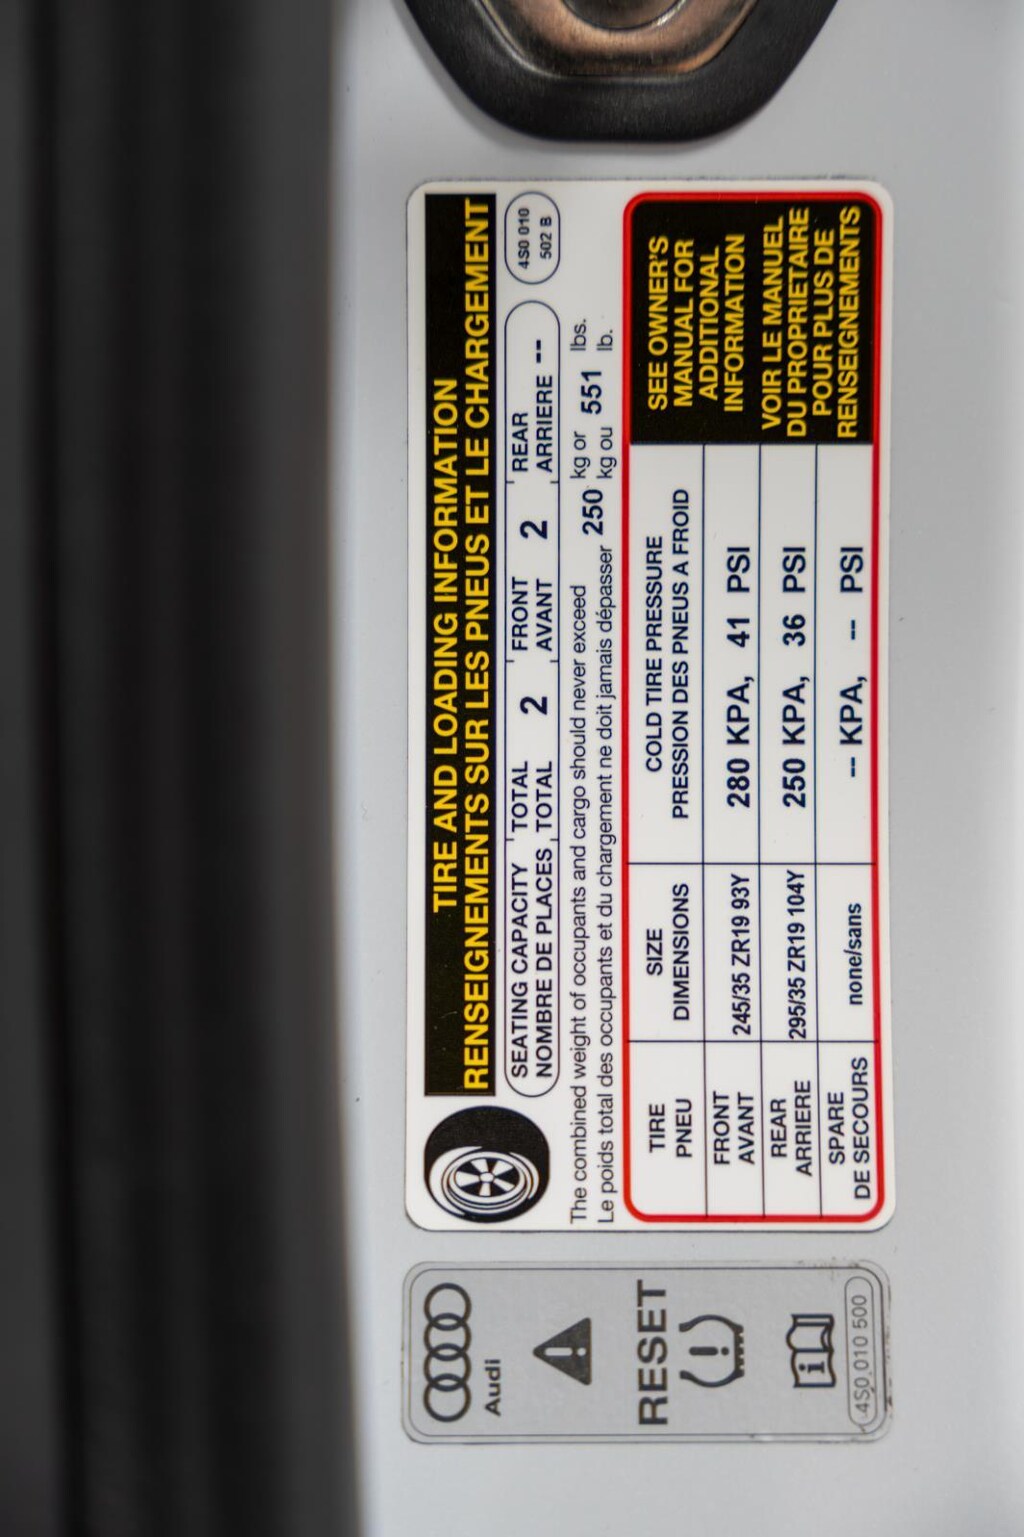 TIRE AND LOADING INFORMATION
RENSEIGNEMENTS SUR LES PNEUS ET LE CHARGEMENT
SEATING CAPACITY TOTAL 2 FRONT 2 REAR --
NOMBRE DE PLACES TOTAL AVANT ARRIERE
4S0 010
502 B
The combined weight of occupants and cargo should never exceed 250 kg or 551 lbs.
Le poids total des occupants et du chargement ne doit jamais dépasser kg ou lb.
TIRE SIZE COLD TIRE PRESSURE
PNEU DIMENSIONS PRESSION DES PNEUS A FROID
FRONT
AVANT 245/35 ZR19 93Y 280 KPA, 41 PSI
REAR
ARRIERE 295/35 ZR19 104Y 250 KPA, 36 PSI
SPARE
DE SECOURS none/sans -- KPA, -- PSI
SEE OWNER'S
MANUAL FOR
ADDITIONAL
INFORMATION
VOIR LE MANUEL
DU PROPRIETAIRE
POUR PLUS DE
RENSEIGNEMENTS
Audi
RESET
4S0 010 500